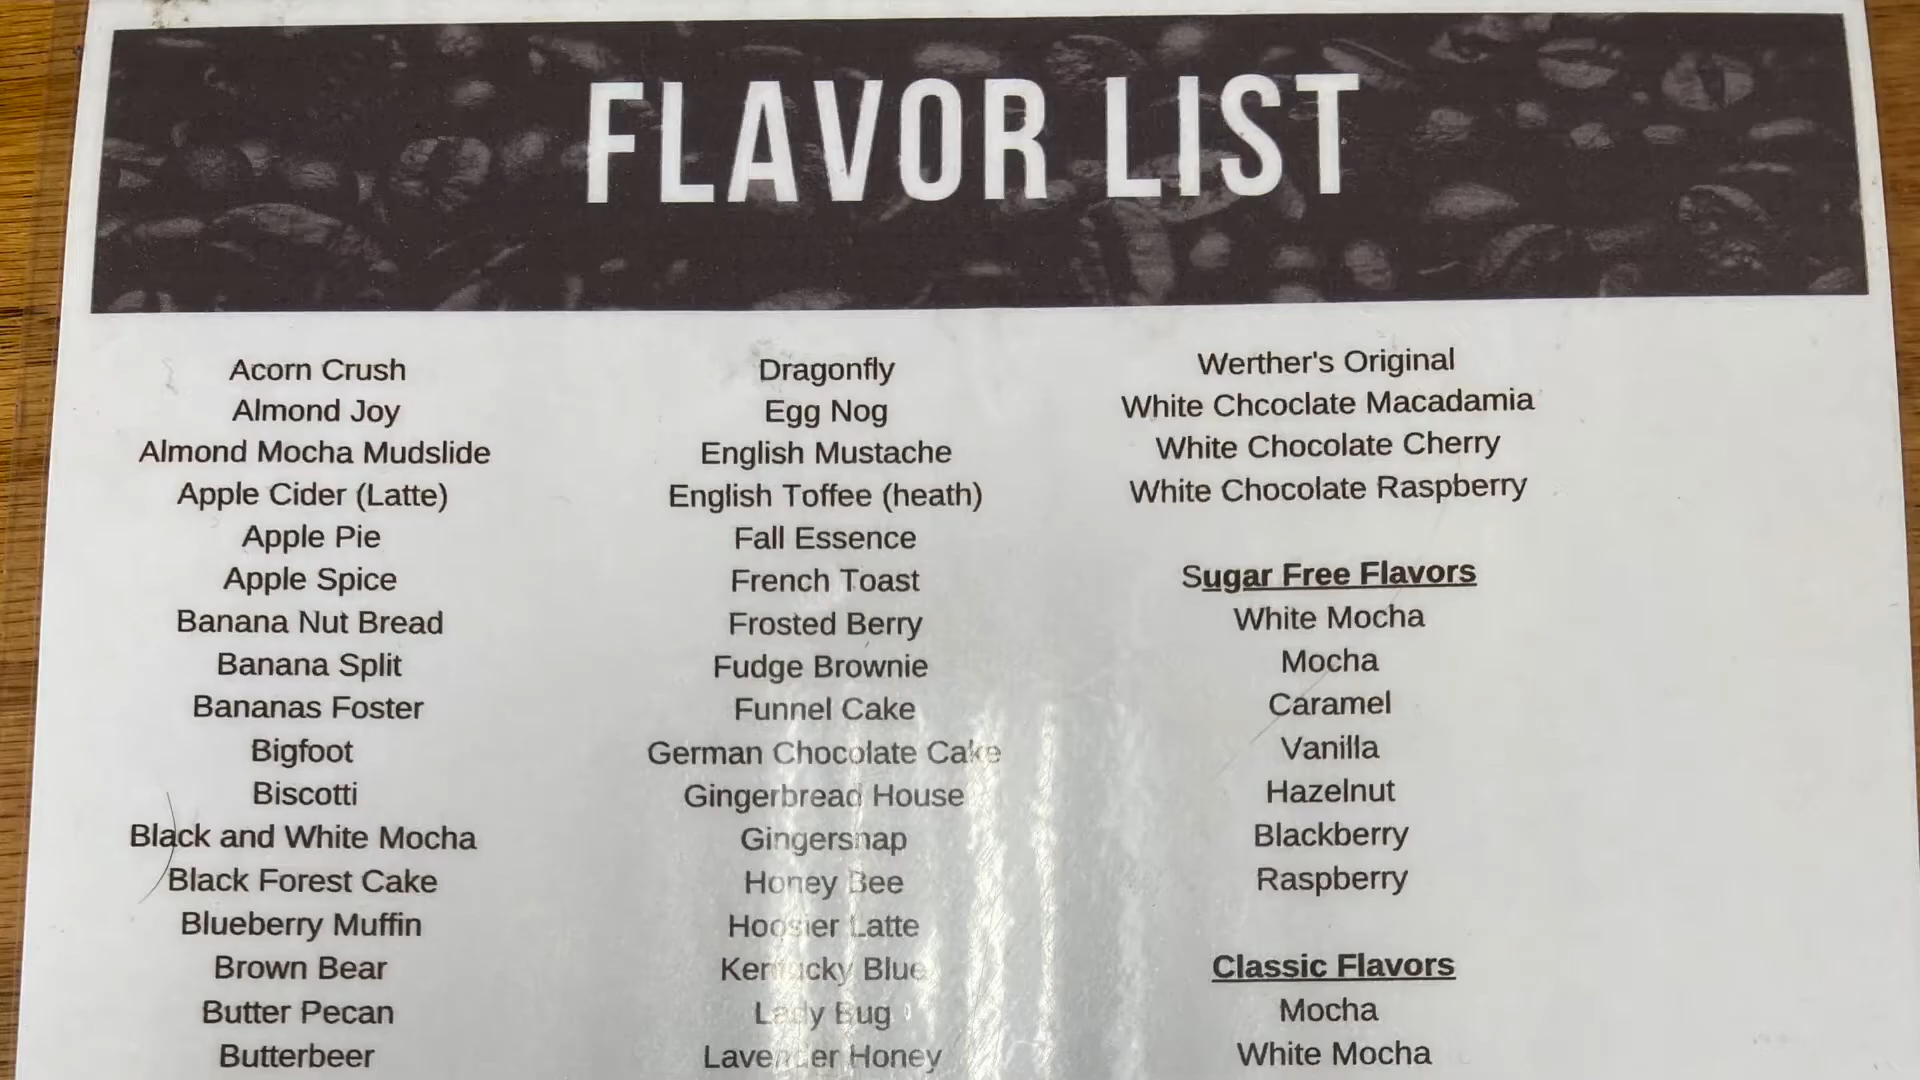 FLAVOR LIST
Acorn Crush
Almond Joy
Almond Mocha Mudslide
Apple Cider (Latte)
Apple Pie
Apple Spice
Banana Nut Bread
Banana Split
Bananas Foster
Bigfoot
Biscotti
Black and White Mocha
Black Forest Cake
Blueberry Muffin
Brown Bear
Butter Pecan
Butterbeer
Dragonfly
Egg Nog
English Mustache
English Toffee (heath)
Fall Essence
French Toast
Frosted Berry
Fudge Brownie
Funnel Cake
German Chocolate Cake
Gingerbread House
Gingersnap
Honey Bee
Hoosier Latte
Kentucky Blue
Lady Bug
Lavender Honey
Werther's Original
White Chcoclate Macadamia
White Chocolate Cherry
White Chocolate Raspberry
Sugar Free Flavors
White Mocha
Mocha
Caramel
Vanilla
Hazelnut
Blackberry
Raspberry
Classic Flavors
Mocha
White Mocha